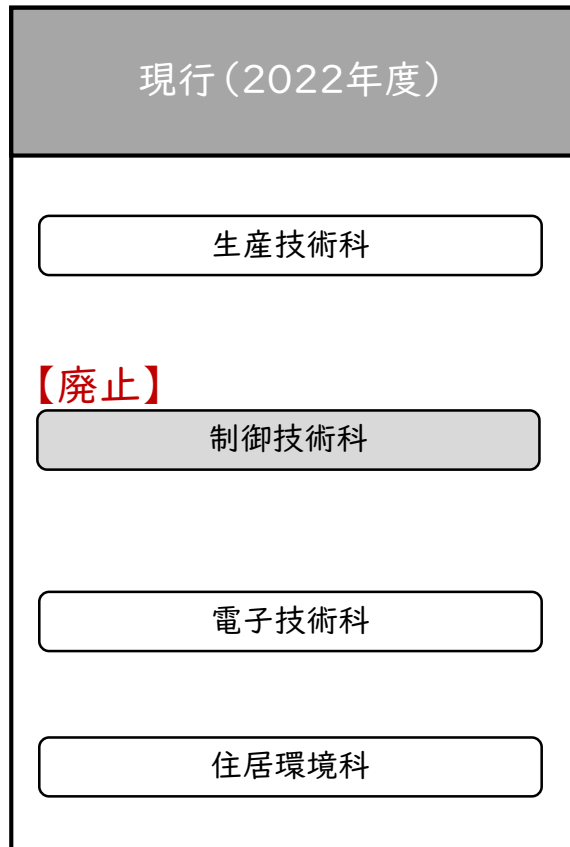 現行（2022年度）
生産技術科
【廃止】
制御技術科
電子技術科
住居環境科